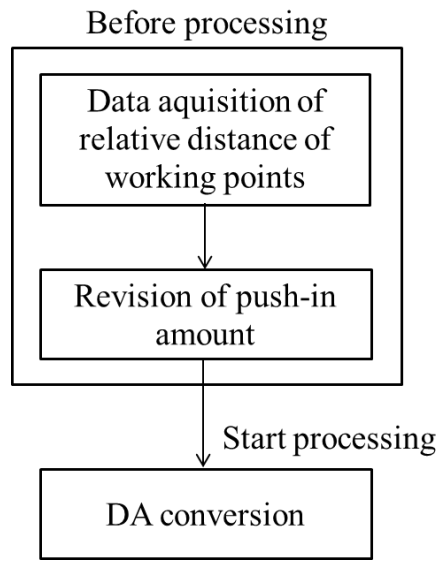 Before processing
Data aquisition of
relative distance of
working points
Revision of push-in
amount
Start processing
DA conversion